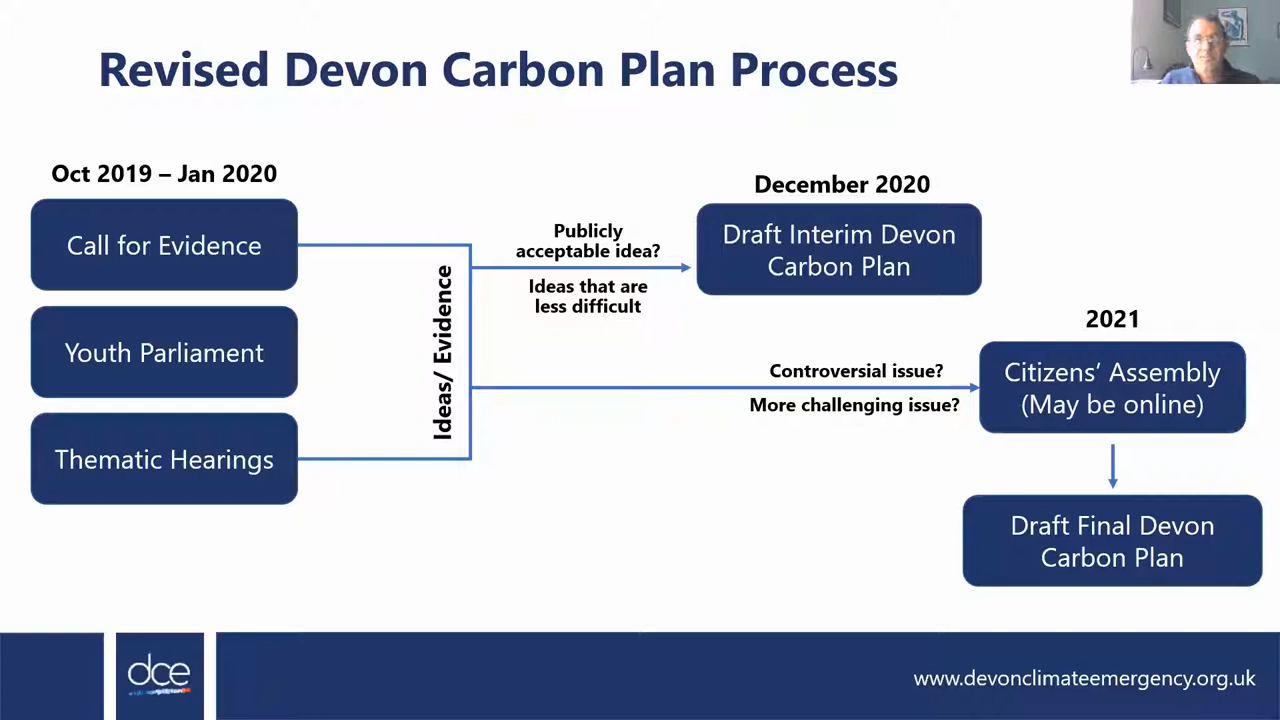 Revised Devon Carbon Plan Process
Oct 2019 – Jan 2020
Call for Evidence
Youth Parliament
Thematic Hearings
Ideas/ Evidence
Publicly
acceptable idea?
Ideas that are
less difficult
December 2020
Draft Interim Devon
Carbon Plan
Controversial issue?
More challenging issue?
2021
Citizens’ Assembly
(May be online)
Draft Final Devon
Carbon Plan
dce
www.devonclimateemergency.org.uk